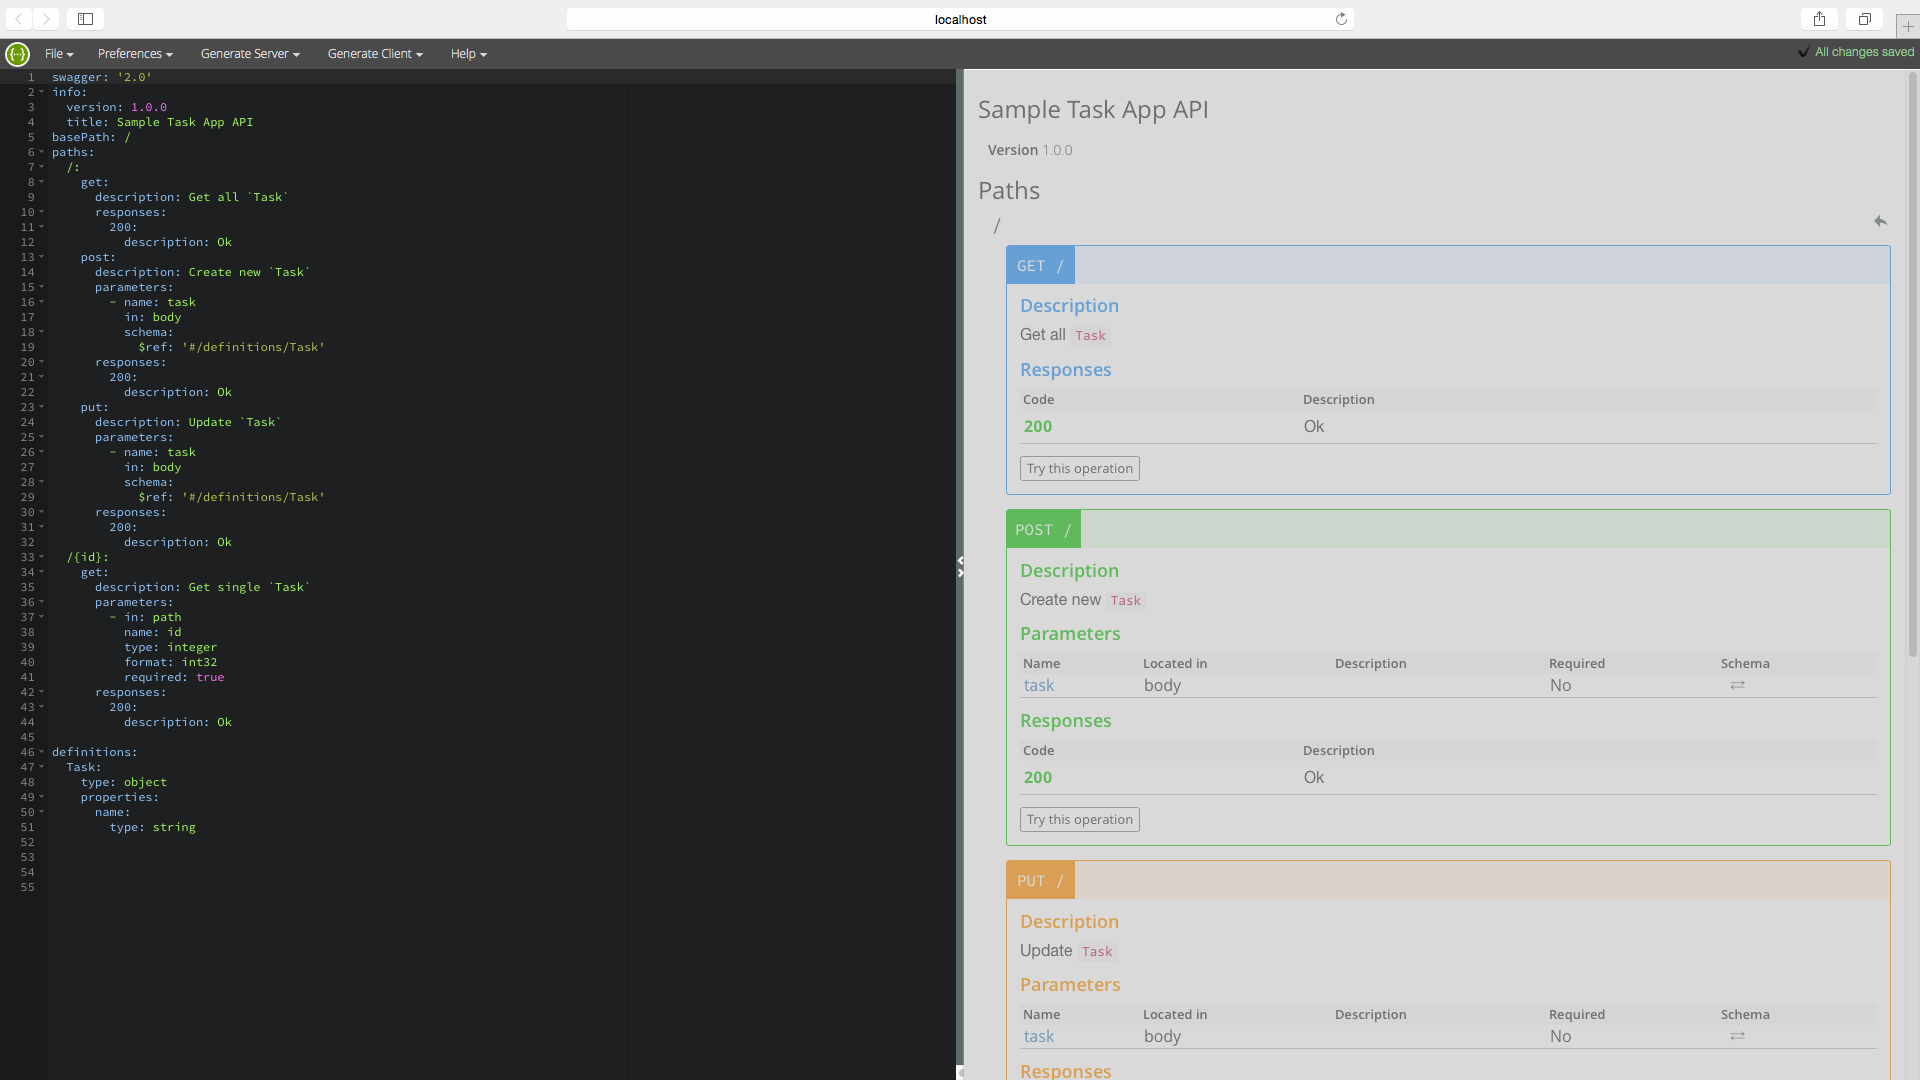 localhost
File Preferences Generate Server Generate Client Help
All changes saved
1 swagger: '2.0'
2 info:
3 version: 1.0.0
4 title: Sample Task App API
5 basePath: /
6 paths:
7 /:
8 get:
9 description: Get all `Task`
10 responses:
11 200:
12 description: Ok
13 post:
14 description: Create new `Task`
15 parameters:
16 - name: task
17 in: body
18 schema:
19 $ref: '#/definitions/Task'
20 responses:
21 200:
22 description: Ok
23 put:
24 description: Update `Task`
25 parameters:
26 - name: task
27 in: body
28 schema:
29 $ref: '#/definitions/Task'
30 responses:
31 200:
32 description: Ok
33 /{id}:
34 get:
35 description: Get single `Task`
36 parameters:
37 - in: path
38 name: id
39 type: integer
40 format: int32
41 required: true
42 responses:
43 200:
44 description: Ok
45
46 definitions:
47 Task:
48 type: object
49 properties:
50 name:
51 type: string
52
53
54
55
Sample Task App API
Version 1.0.0
Paths
/
GET /
Description
Get all Task
Responses
Code Description
200 Ok
Try this operation
POST /
Description
Create new Task
Parameters
Name Located in Description Required Schema
task body No
Responses
Code Description
200 Ok
Try this operation
PUT /
Description
Update Task
Parameters
Name Located in Description Required Schema
task body No
Responses